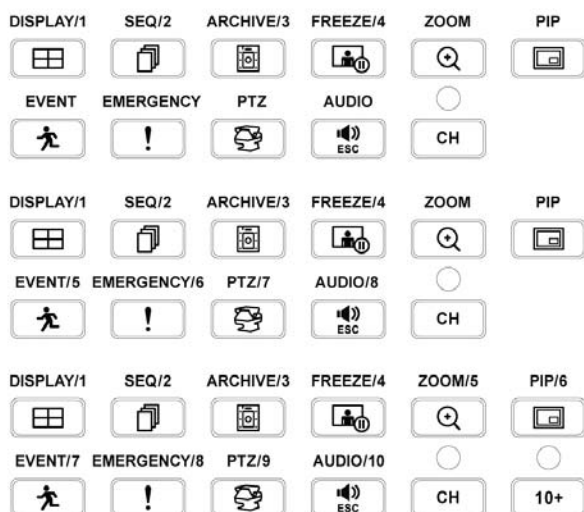 DISPLAY/1 SEQ/2 ARCHIVE/3 FREEZE/4 ZOOM PIP
EVENT EMERGENCY PTZ AUDIO
! ESC CH
DISPLAY/1 SEQ/2 ARCHIVE/3 FREEZE/4 ZOOM PIP
EVENT/5 EMERGENCY/6 PTZ/7 AUDIO/8
! ESC CH
DISPLAY/1 SEQ/2 ARCHIVE/3 FREEZE/4 ZOOM/5 PIP/6
EVENT/7 EMERGENCY/8 PTZ/9 AUDIO/10
! ESC CH 10+